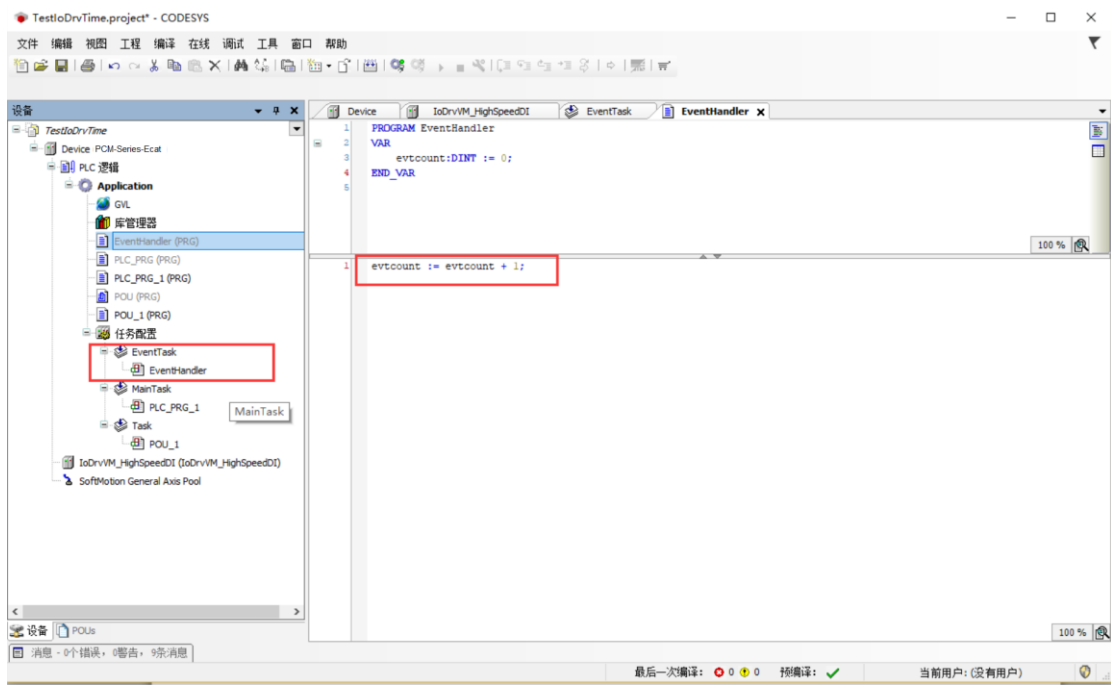 TestIoDrvTime.project* - CODESYS
文件 编辑 视图 工程 编译 在线 调试 工具 窗口 帮助
设备
TestIoDrvTime
Device PCM-Series-Ecat
PLC 逻辑
Application
GVL
库管理器
EventHandler (PRG)
PLC_PRG (PRG)
PLC_PRG_1 (PRG)
POU (PRG)
POU_1 (PRG)
任务配置
EventTask
EventHandler
MainTask
PLC_PRG_1
MainTask
Task
POU_1
IoDrvVM_HighSpeedDI (IoDrvVM_HighSpeedDI)
SoftMotion General Axis Pool
设备 POUs
Device IoDrvVM_HighSpeedDI EventTask EventHandler
1 PROGRAM EventHandler
2 VAR
3 evtcount:DINT := 0;
4 END_VAR
5
100 %
1 evtcount := evtcount + 1;
100 %
消息 - 0个错误，0警告，9条消息
最后一次编译： 0 0 预编译： 当前用户：(没有用户)